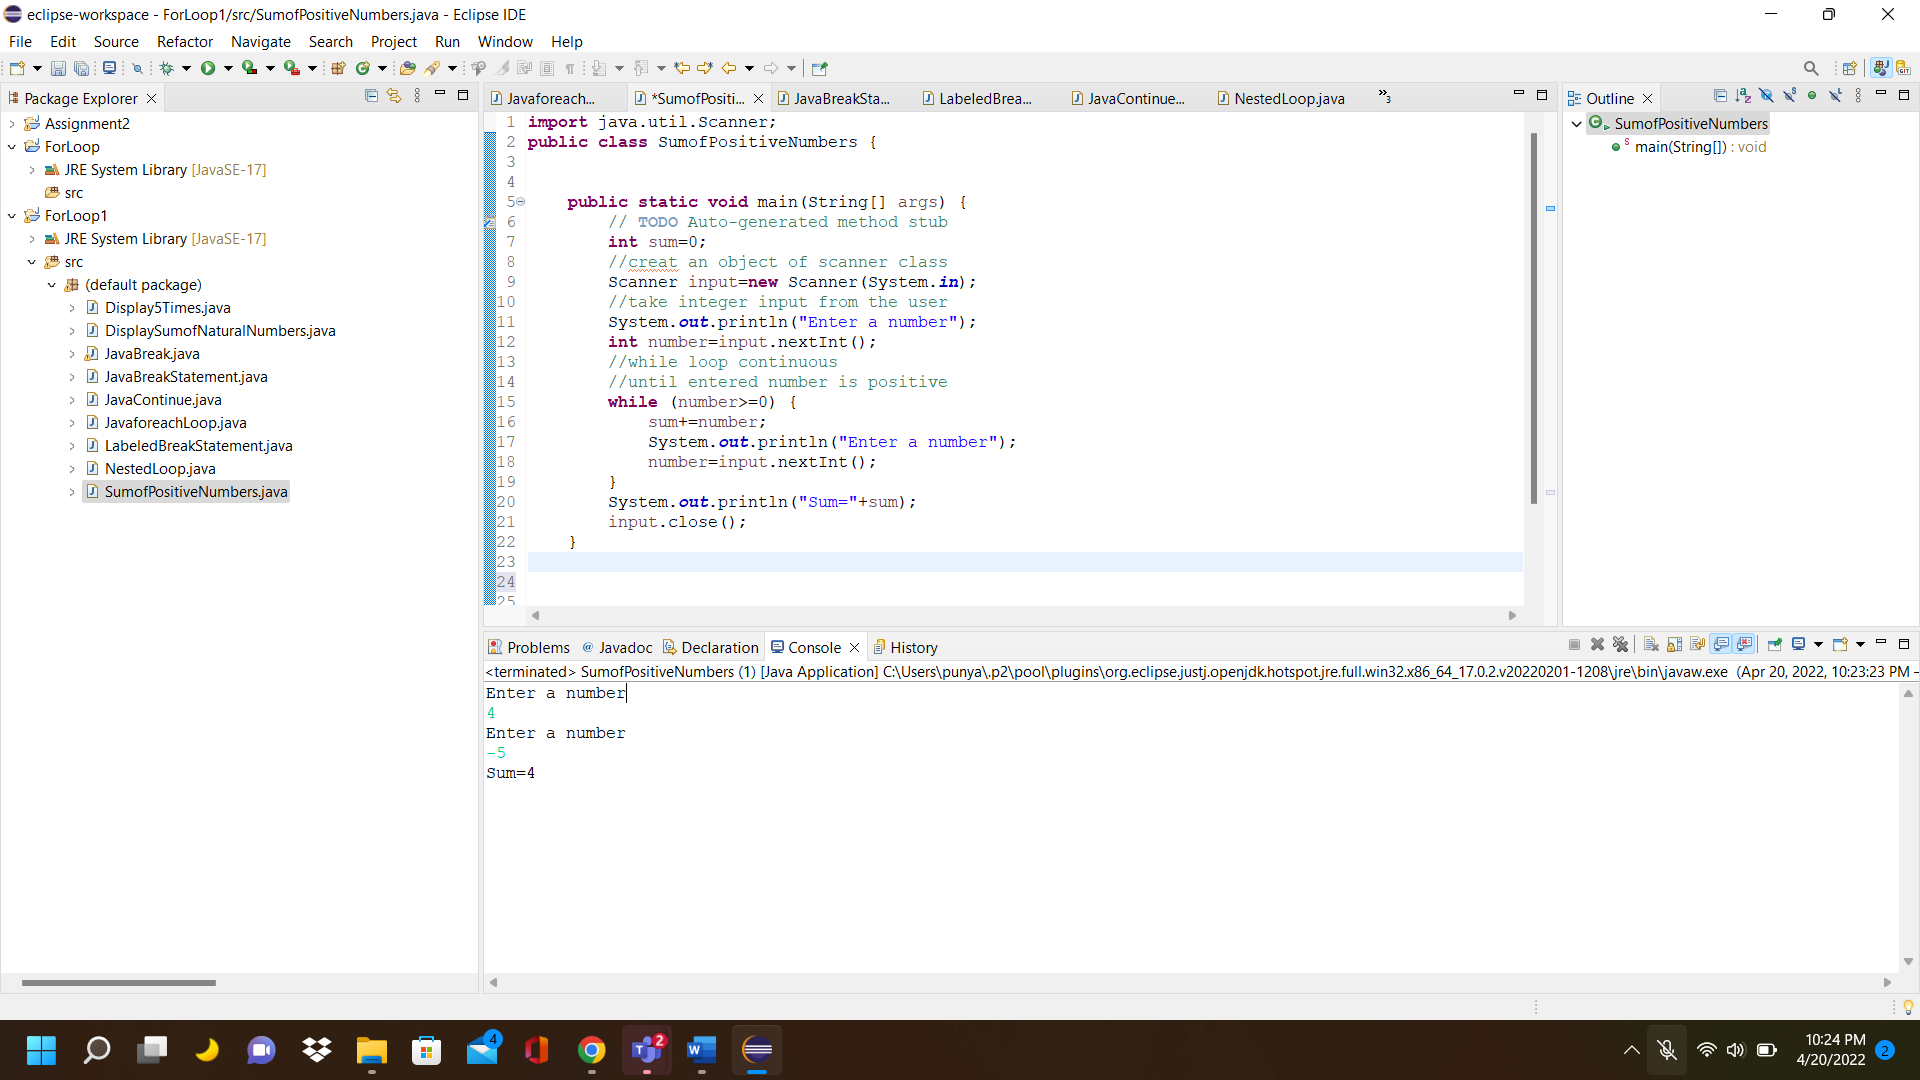 eclipse-workspace - ForLoop1/src/SumofPositiveNumbers.java - Eclipse IDE
File Edit Source Refactor Navigate Search Project Run Window Help
Package Explorer
Assignment2
ForLoop
JRE System Library [JavaSE-17]
src
ForLoop1
JRE System Library [JavaSE-17]
src
(default package)
Display5Times.java
DisplaySumofNaturalNumbers.java
JavaBreak.java
JavaBreakStatement.java
JavaContinue.java
JavaforeachLoop.java
LabeledBreakStatement.java
NestedLoop.java
SumofPositiveNumbers.java
Javaforeach... *SumofPositi... JavaBreakSta... LabeledBrea... JavaContinue... NestedLoop.java »3
1 import java.util.Scanner;
2 public class SumofPositiveNumbers {
3
4
5 public static void main(String[] args) {
6 // TODO Auto-generated method stub
7 int sum=0;
8 //creat an object of scanner class
9 Scanner input=new Scanner(System.in);
10 //take integer input from the user
11 System.out.println("Enter a number");
12 int number=input.nextInt();
13 //while loop continuous
14 //until entered number is positive
15 while (number>=0) {
16 sum+=number;
17 System.out.println("Enter a number");
18 number=input.nextInt();
19 }
20 System.out.println("Sum="+sum);
21 input.close();
22 }
23
24
25
Outline
SumofPositiveNumbers
main(String[]) : void
Problems @ Javadoc Declaration Console History
<terminated> SumofPositiveNumbers (1) [Java Application] C:\Users\punya\.p2\pool\plugins\org.eclipse.justj.openjdk.hotspot.jre.full.win32.x86_64_17.0.2.v20220201-1208\jre\bin\javaw.exe (Apr 20, 2022, 10:23:23 PM –
Enter a number
4
Enter a number
-5
Sum=4
4
2
10:24 PM
4/20/2022
2